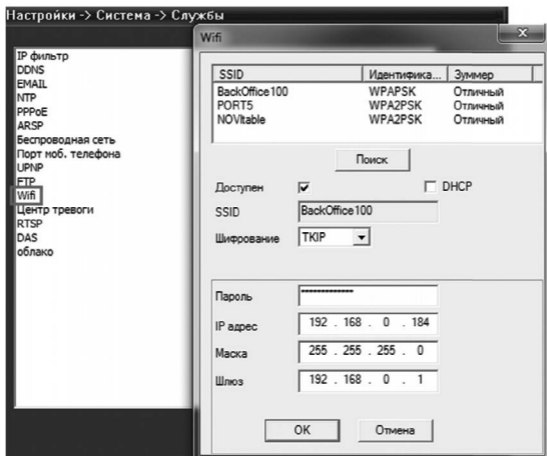 Настройки -> Система -> Службы
IP фильтр
DDNS
EMAIL
NTP
PPPoE
ARSP
Беспроводная сеть
Порт моб. телефона
UPNP
FTP
Wifi
Центр тревоги
RTSP
DAS
облако
Wifi
SSID Идентифика... Зуммер
BackOffice100 WPAPSK Отличный
PORT5 WPA2PSK Отличный
NOVItable WPA2PSK Отличный
Поиск
Доступен DHCP
SSID BackOffice100
Шифрование TKIP
Пароль *************
IP адрес 192 . 168 . 0 . 184
Маска 255 . 255 . 255 . 0
Шлюз 192 . 168 . 0 . 1
OK Отмена